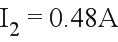 I₂ = 0.48A